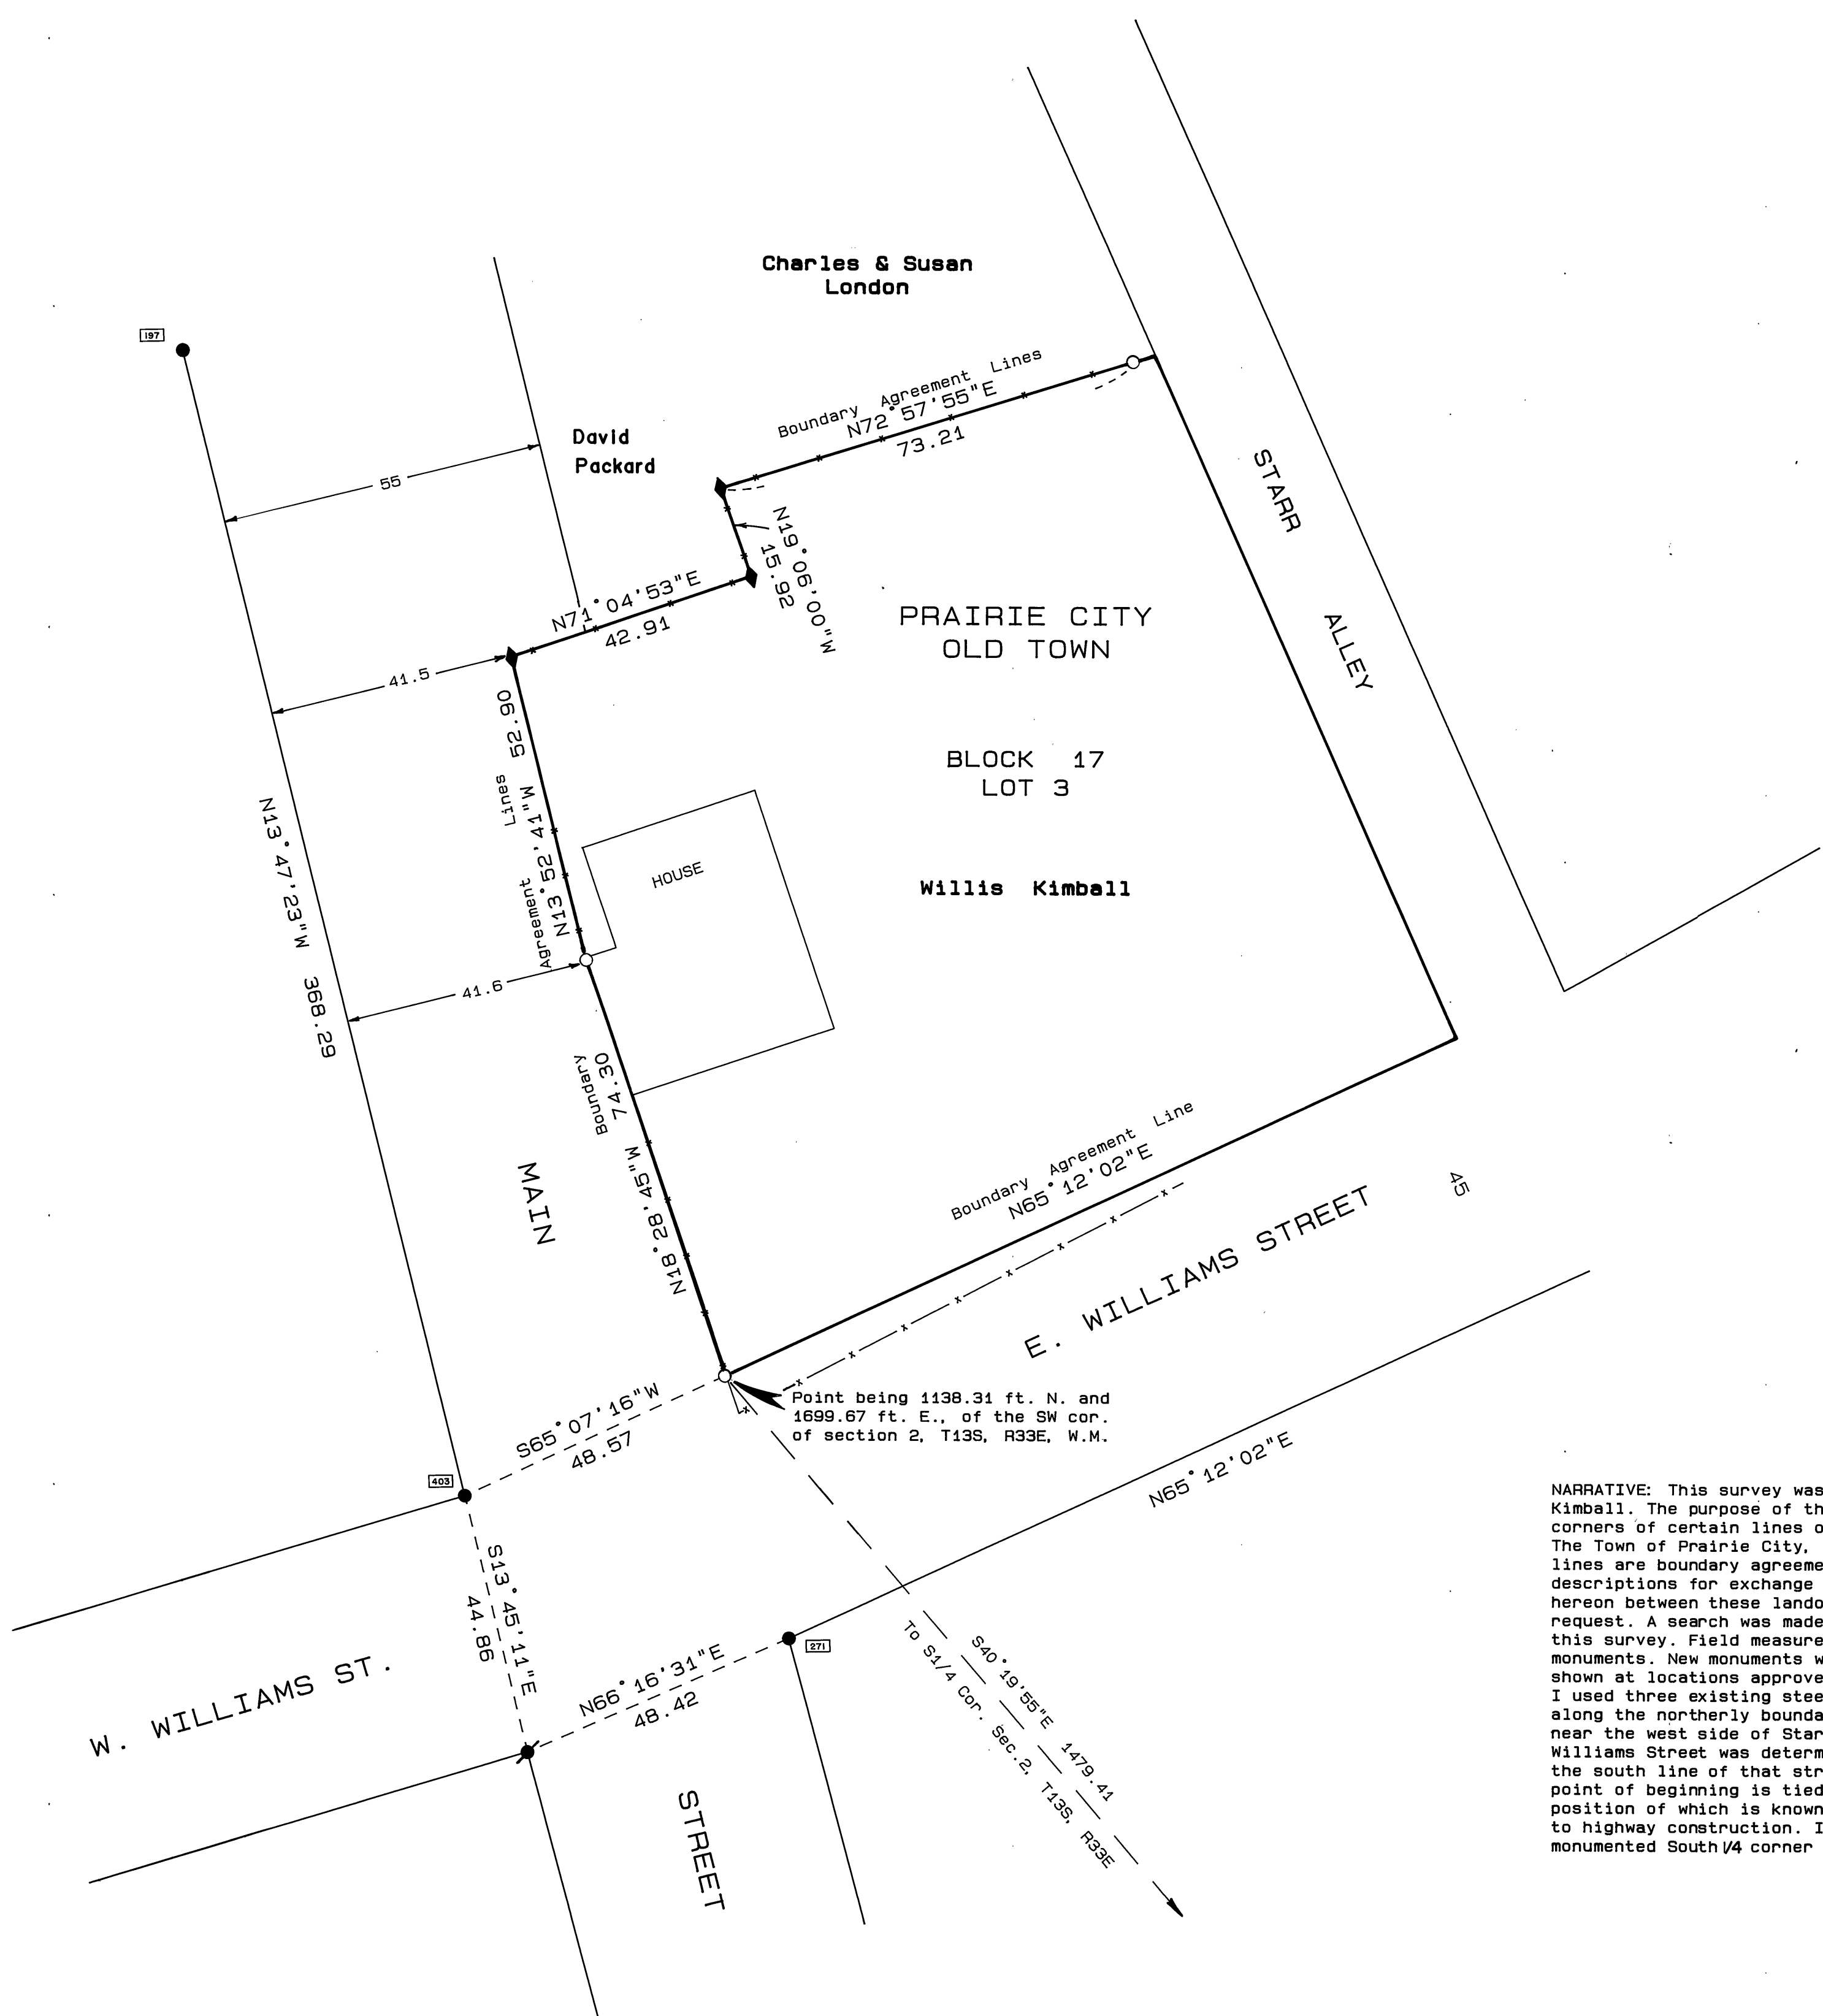 Charles & Susan
London
197
David
Packard
Boundary Agreement Lines
N72°57'55"E
73.21
55
N19°06'00"W
15.92
N71°04'53"E
42.91
STARR
ALLEY
PRAIRIE CITY
OLD TOWN
41.5
BLOCK 17
LOT 3
N13°52'41"W 52.90
Boundary Agreement Lines
HOUSE
Willis Kimball
N13°47'23"W 368.29
41.6
N18°28'45"W 74.30
MAIN
Boundary Agreement Line
N65°12'02"E
45
E. WILLIAMS STREET
Point being 1138.31 ft. N. and
1699.67 ft. E., of the SW cor.
of section 2, T13S, R33E, W.M.
S65°07'16"W
48.57
403
N65°12'02"E
S13°45'11"E
44.86
271
N66°16'31"E
48.42
W. WILLIAMS ST.
S40°19'55"E 1479.41
To S1/4 Cor. Sec.2, T13S, R33E
STREET
NARRATIVE: This survey was
Kimball. The purpose of th
corners of certain lines o
The Town of Prairie City,
lines are boundary agreeme
descriptions for exchange
hereon between these lando
request. A search was made
this survey. Field measure
monuments. New monuments w
shown at locations approve
I used three existing stee
along the northerly bounda
near the west side of Star
Williams Street was determ
the south line of that str
point of beginning is tied
position of which is known
to highway construction. I
monumented South 1/4 corner